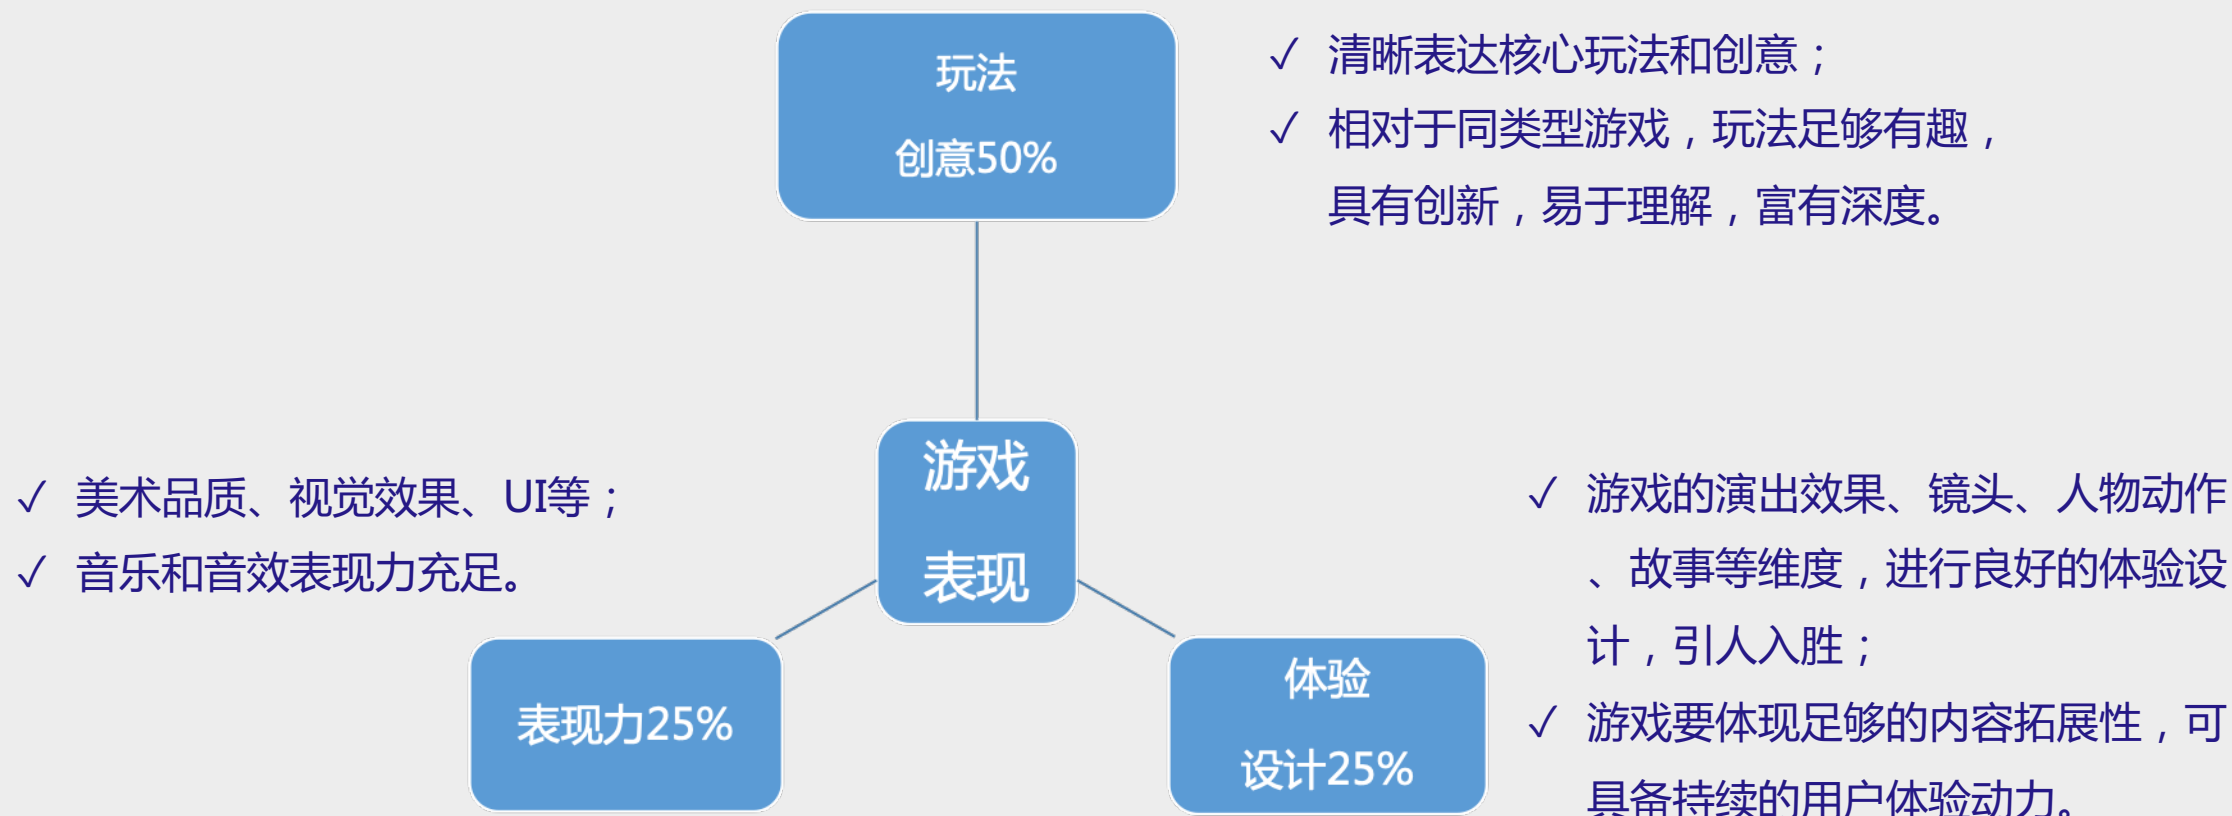 玩法
创意50%
✓ 清晰表达核心玩法和创意；
✓ 相对于同类型游戏，玩法足够有趣，
具有创新，易于理解，富有深度。
游戏
表现
✓ 美术品质、视觉效果、UI等；
✓ 音乐和音效表现力充足。
表现力25%
体验
设计25%
✓ 游戏的演出效果、镜头、人物动作
、故事等维度，进行良好的体验设
计，引人入胜；
✓ 游戏要体现足够的内容拓展性，可
具备持续的用户体验动力。